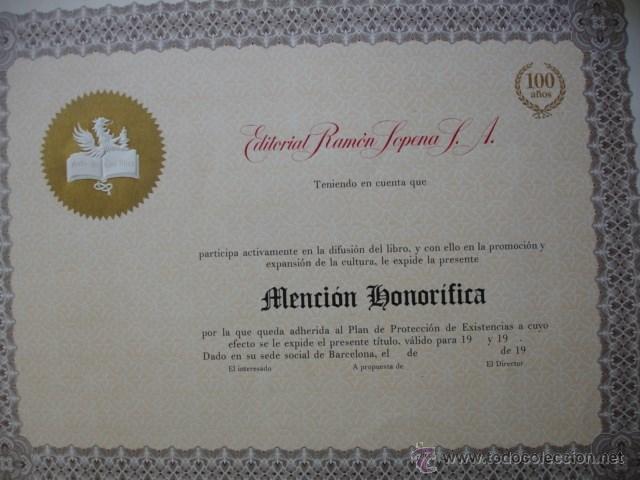 100
años
Editorial Ramón Sopena S. A.
Teniendo en cuenta que
participa activamente en la difusión del libro, y con ello en la promoción y
expansión de la cultura, le expide la presente
Mención Honorífica
por la que queda adherida al Plan de Protección de Existencias a cuyo
efecto se le expide el presente título, válido para 19 y 19 .
Dado en su sede social de Barcelona, el de de 19
El interesado A propuesta de El Director
www.todocoleccion.net